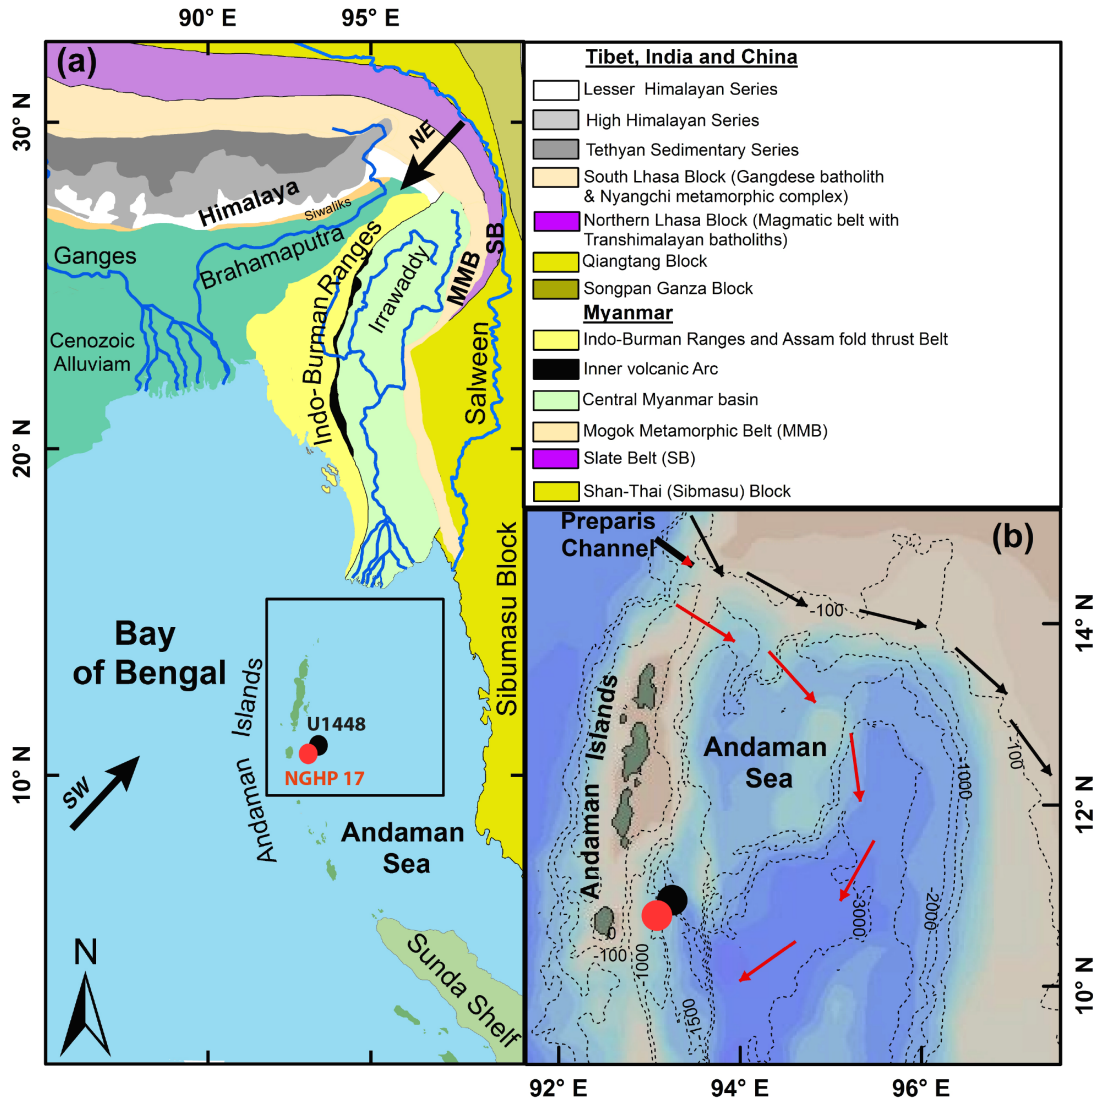 90° E
95° E
(a)
30° N
20° N
10° N
NE
Himalaya
Siwaliks
Ganges
Brahamaputra
Indo-Burman Ranges
Irrawaddy
MMB
SB
Cenozoic
Alluviam
Salween
Sibumasu Block
Bay
of Bengal
Andaman Islands
U1448
NGHP 17
SW
Andaman
Sea
N
Sunda Shelf
Tibet, India and China
Lesser Himalayan Series
High Himalayan Series
Tethyan Sedimentary Series
South Lhasa Block (Gangdese batholith
& Nyangchi metamorphic complex)
Northern Lhasa Block (Magmatic belt with
Transhimalayan batholiths)
Qiangtang Block
Songpan Ganza Block
Myanmar
Indo-Burman Ranges and Assam fold thrust Belt
Inner volcanic Arc
Central Myanmar basin
Mogok Metamorphic Belt (MMB)
Slate Belt (SB)
Shan-Thai (Sibmasu) Block
Preparis
Channel
(b)
-100
14° N
Andaman Islands
Andaman
Sea
-100
-1000
12° N
-3000
-2000
0
-100
1000
-1500
10° N
92° E
94° E
96° E